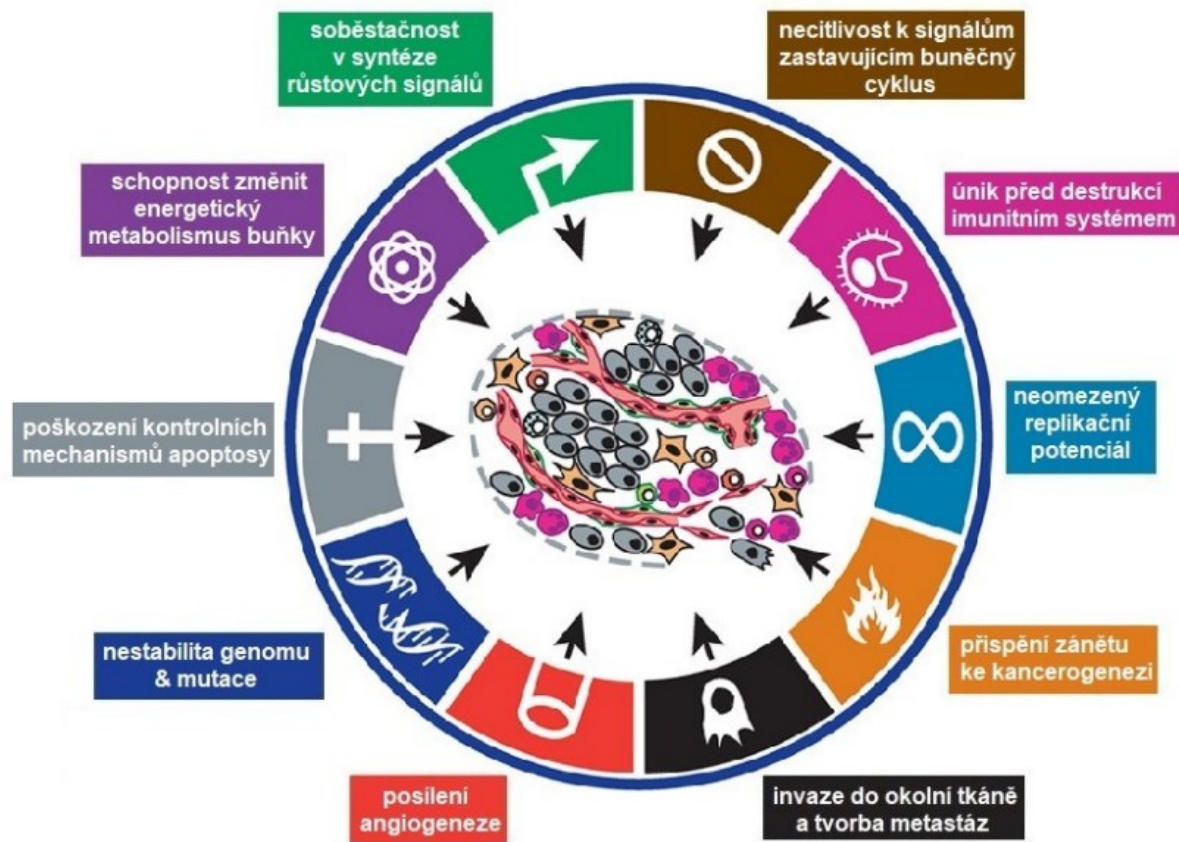 soběstačnost
v syntéze
růstových signálů
necitlivost k signálům
zastavujícím buněčný
cyklus
schopnost změnit
energetický
metabolismus buňky
únik před destrukcí
imunitním systémem
poškození kontrolních
mechanismů apoptosy
neomezený
replikační
potenciál
nestabilita genomu
& mutace
přispění zánětu
ke kancerogenezi
posílení
angiogeneze
invaze do okolní tkáně
a tvorba metastáz